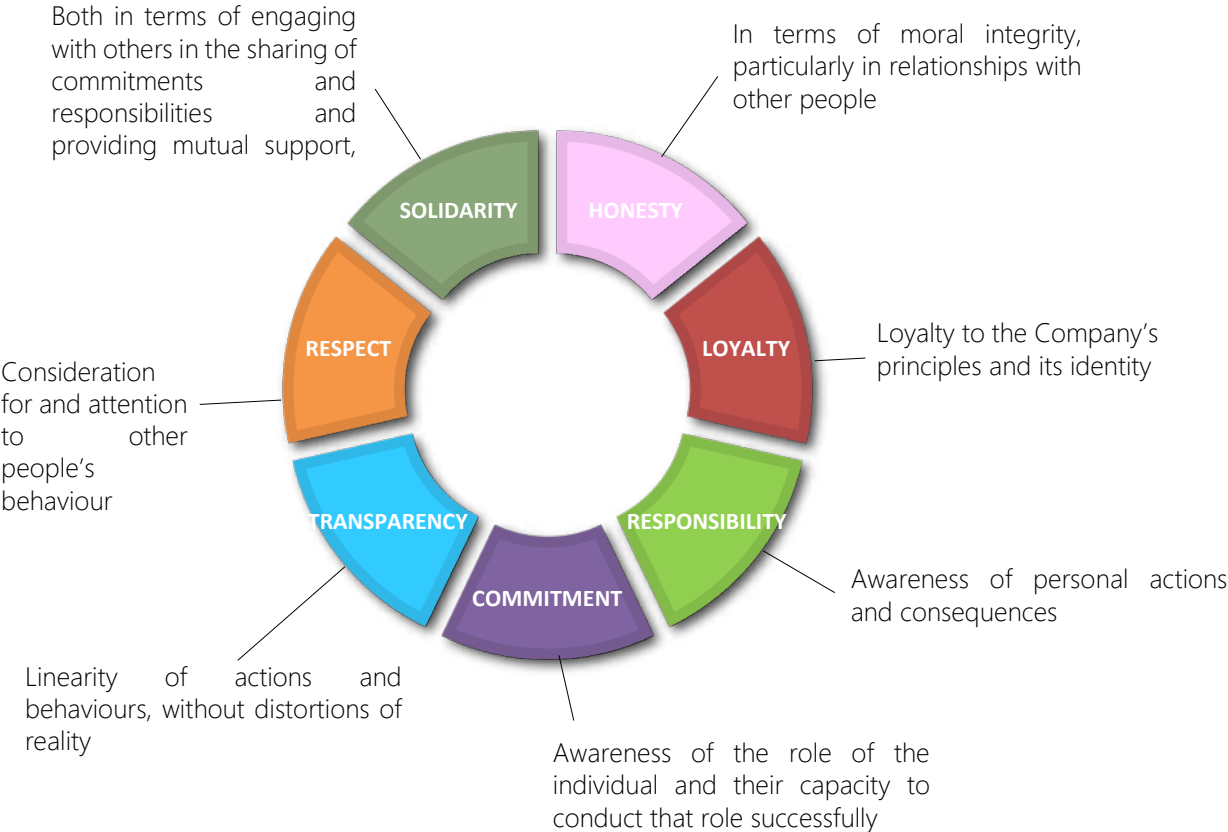 Both in terms of engaging
with others in the sharing of
commitments and
responsibilities and
providing mutual support,
In terms of moral integrity,
particularly in relationships with
other people
SOLIDARITY
HONESTY
RESPECT
LOYALTY
Loyalty to the Company’s
principles and its identity
Consideration
for and attention
to other
people’s
behaviour
TRANSPARENCY
RESPONSIBILITY
Awareness of personal actions
and consequences
COMMITMENT
Linearity of actions and
behaviours, without distortions of
reality
Awareness of the role of the
individual and their capacity to
conduct that role successfully